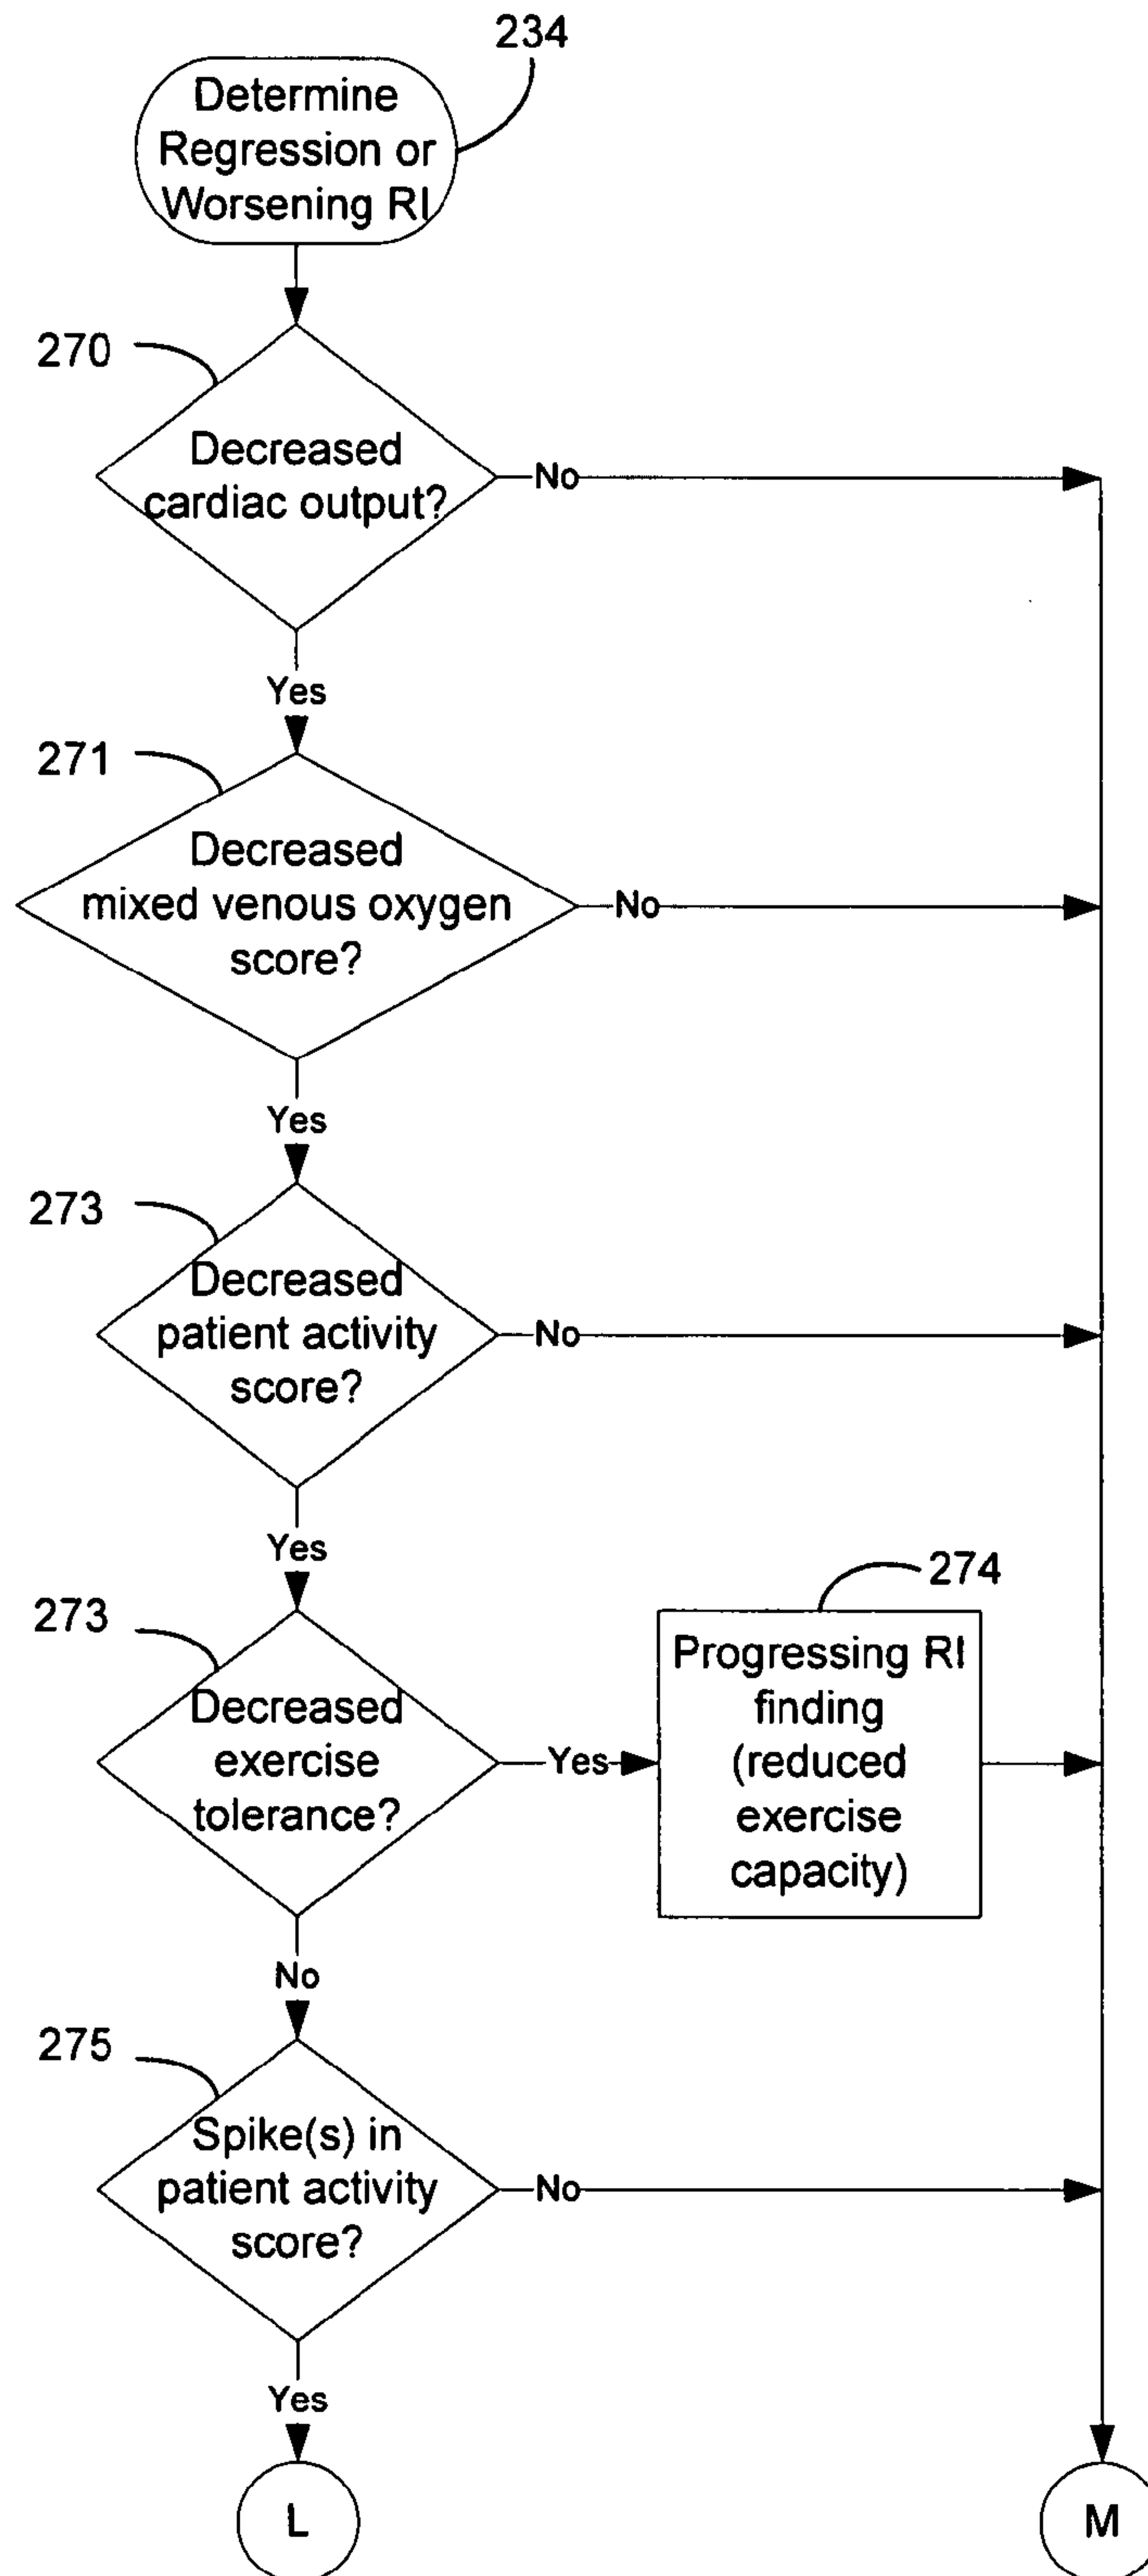 234
Determine
Regression or
Worsening RI
270
Decreased
cardiac output?
No
Yes
271
Decreased
mixed venous oxygen
score?
No
Yes
273
Decreased
patient activity
score?
No
Yes
273
Decreased
exercise
tolerance?
Yes
274
Progressing RI
finding
(reduced
exercise
capacity)
No
275
Spike(s) in
patient activity
score?
No
Yes
L
M